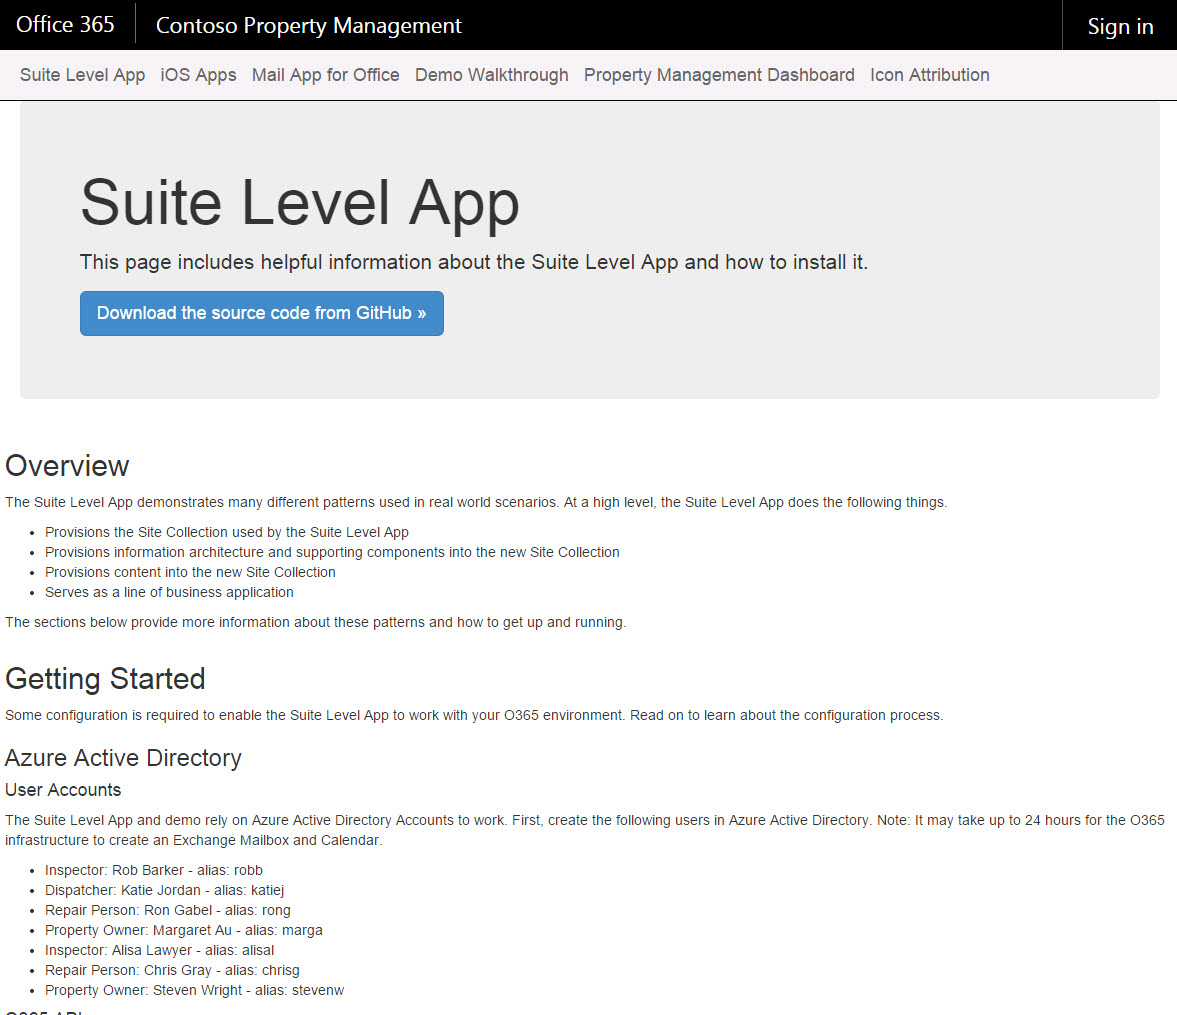 Office 365 Contoso Property Management Sign in
Suite Level App iOS Apps Mail App for Office Demo Walkthrough Property Management Dashboard Icon Attribution
Suite Level App
This page includes helpful information about the Suite Level App and how to install it.
Download the source code from GitHub »
Overview
The Suite Level App demonstrates many different patterns used in real world scenarios. At a high level, the Suite Level App does the following things.
• Provisions the Site Collection used by the Suite Level App
• Provisions information architecture and supporting components into the new Site Collection
• Provisions content into the new Site Collection
• Serves as a line of business application
The sections below provide more information about these patterns and how to get up and running.
Getting Started
Some configuration is required to enable the Suite Level App to work with your O365 environment. Read on to learn about the configuration process.
Azure Active Directory
User Accounts
The Suite Level App and demo rely on Azure Active Directory Accounts to work. First, create the following users in Azure Active Directory. Note: It may take up to 24 hours for the O365
infrastructure to create an Exchange Mailbox and Calendar.
• Inspector: Rob Barker - alias: robb
• Dispatcher: Katie Jordan - alias: katiej
• Repair Person: Ron Gabel - alias: rong
• Property Owner: Margaret Au - alias: marga
• Inspector: Alisa Lawyer - alias: alisal
• Repair Person: Chris Gray - alias: chrisg
• Property Owner: Steven Wright - alias: stevenw